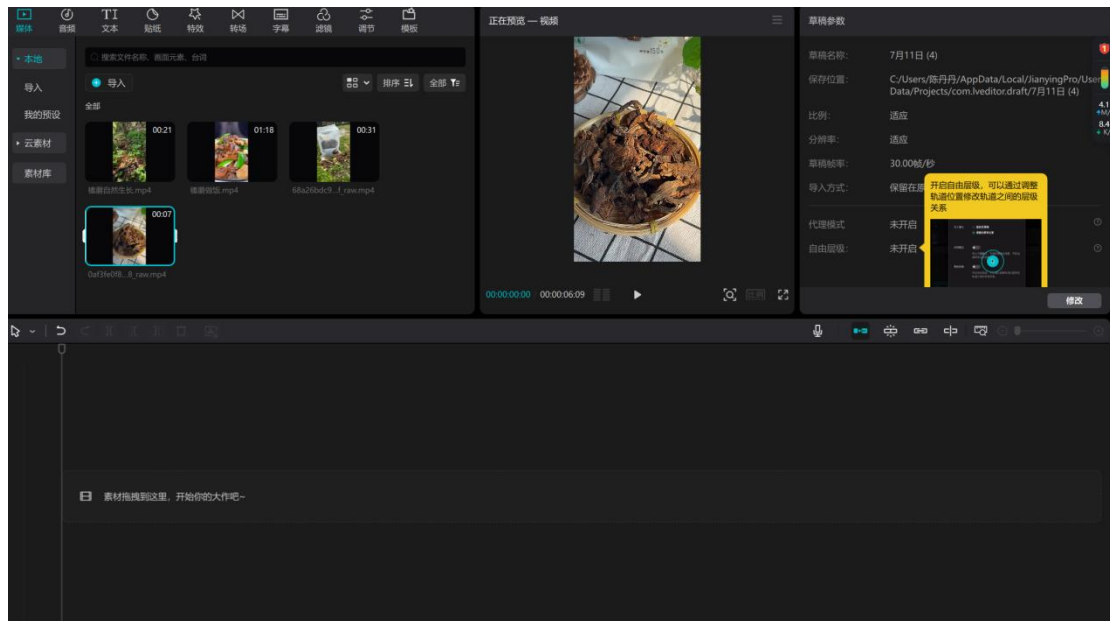 媒体 音频 文本 贴纸 特效 转场 字幕 滤镜 调节 模板
TI
本地
导入
我的预设
云素材
素材库
搜索文件名称、画面元素、台词
导入
排序
全部
全部
00:21
01:18
00:31
播磨自然生长.mp4
播磨做饭.mp4
68a26bdc9...f_raw.mp4
00:07
0af3fe0f8...8_raw.mp4
正在预览 — 视频
00:00:00:00 00:00:06:09
草稿参数
草稿名称: 7月11日 (4)
保存位置: C:/Users/陈丹丹/AppData/Local/JianyingPro/User
Data/Projects/com.lveditor.draft/7月11日 (4)
比例: 适应
分辨率: 适应
草稿帧率: 30.00帧/秒
导入方式: 保留在原
代理模式 未开启
自由层级: 未开启
开启自由层级，可以通过调整
轨道位置修改轨道之间的层级
关系
修改
1
4.1
8.4
素材拖拽到这里，开始你的大作吧~